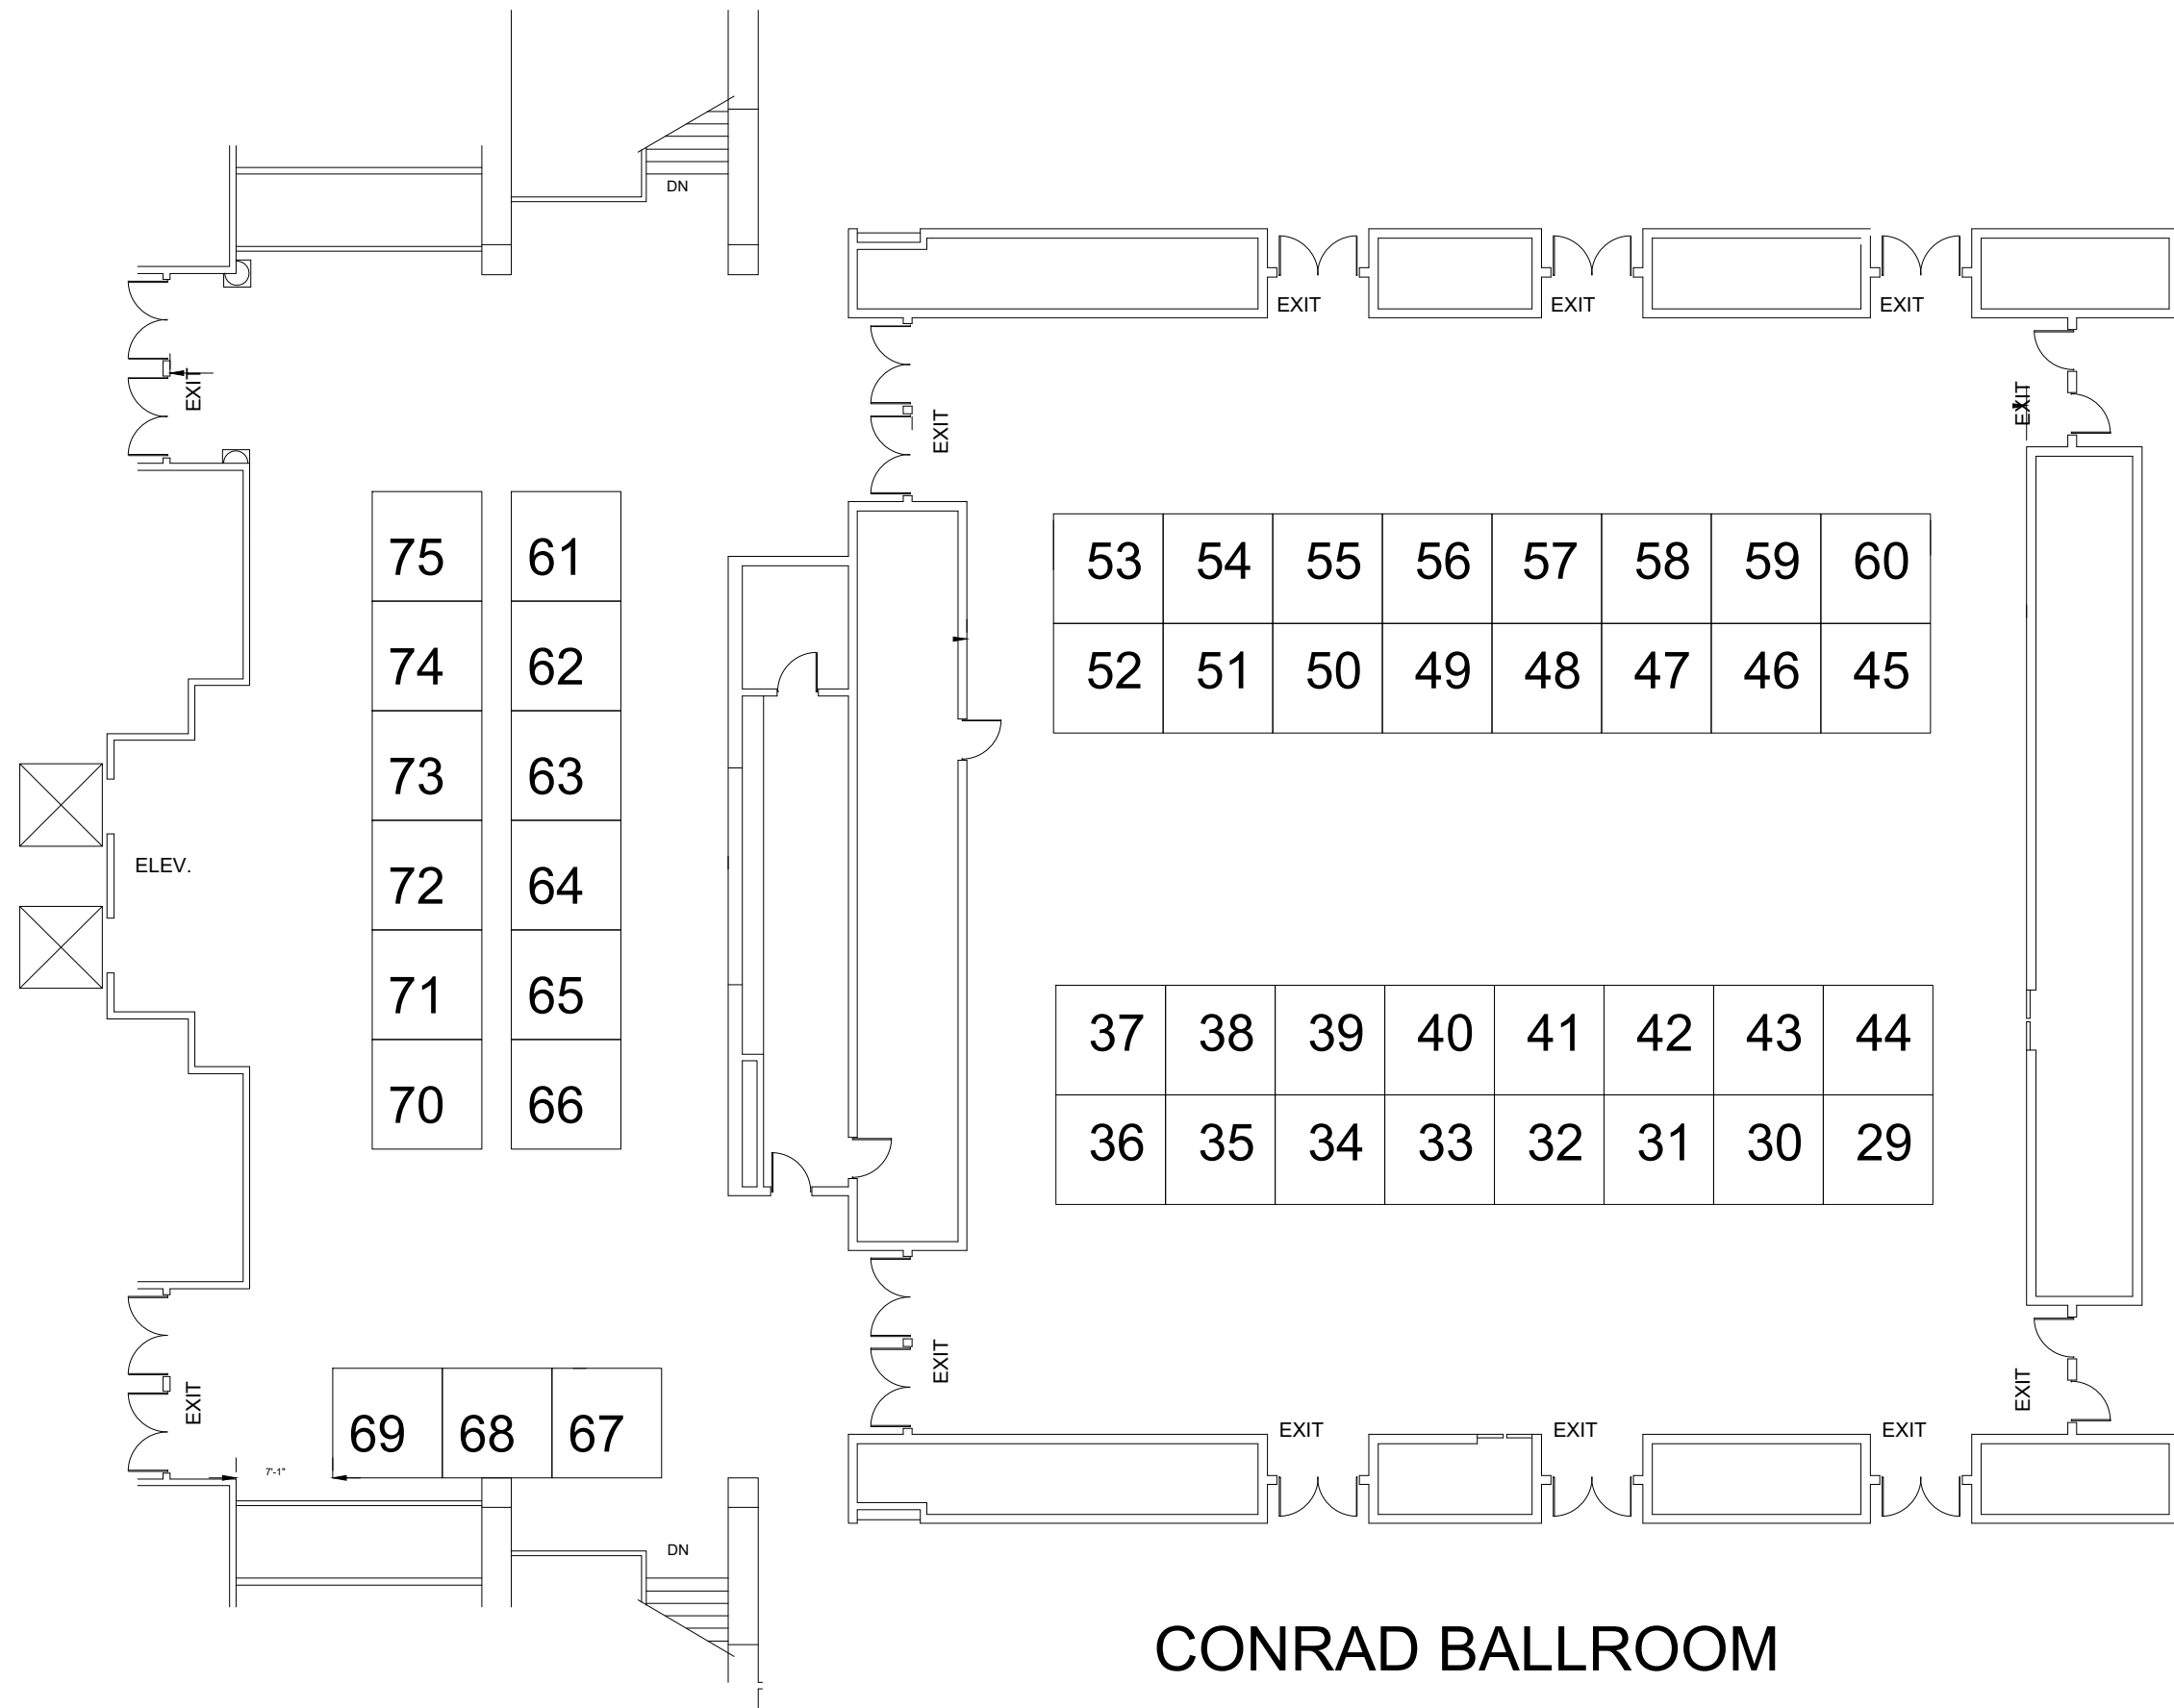 DN
EXIT EXIT EXIT
EXIT
EXIT
EXIT
75 61
53 54 55 56 57 58 59 60
74 62
52 51 50 49 48 47 46 45
73 63
72 64
ELEV.
71 65
37 38 39 40 41 42 43 44
70 66
36 35 34 33 32 31 30 29
EXIT
EXIT
EXIT
69 68 67
EXIT EXIT EXIT
7'-1"
DN
CONRAD BALLROOM